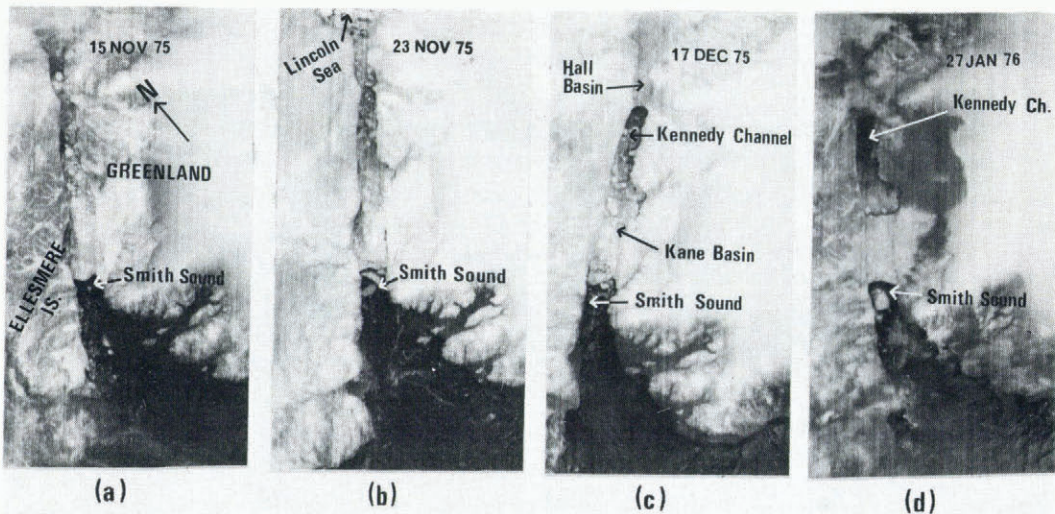 15 NOV 75
N
GREENLAND
ELLESMERE
IS.
Smith Sound
(a)
Lincoln
Sea
23 NOV 75
Smith Sound
(b)
17 DEC 75
Hall
Basin
Kennedy Channel
Kane Basin
Smith Sound
(c)
27 JAN 76
Kennedy Ch.
Smith Sound
(d)